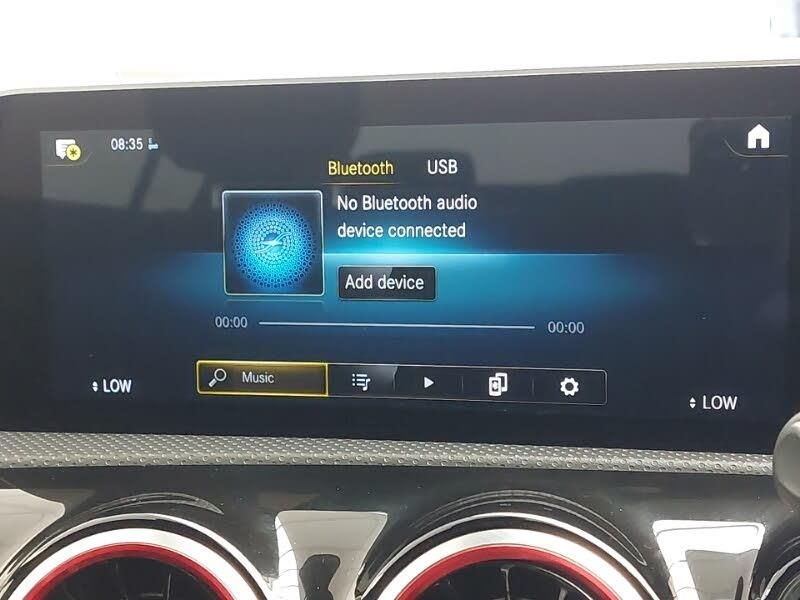 08:35
Bluetooth USB
No Bluetooth audio
device connected
Add device
00:00 00:00
Music
LOW LOW